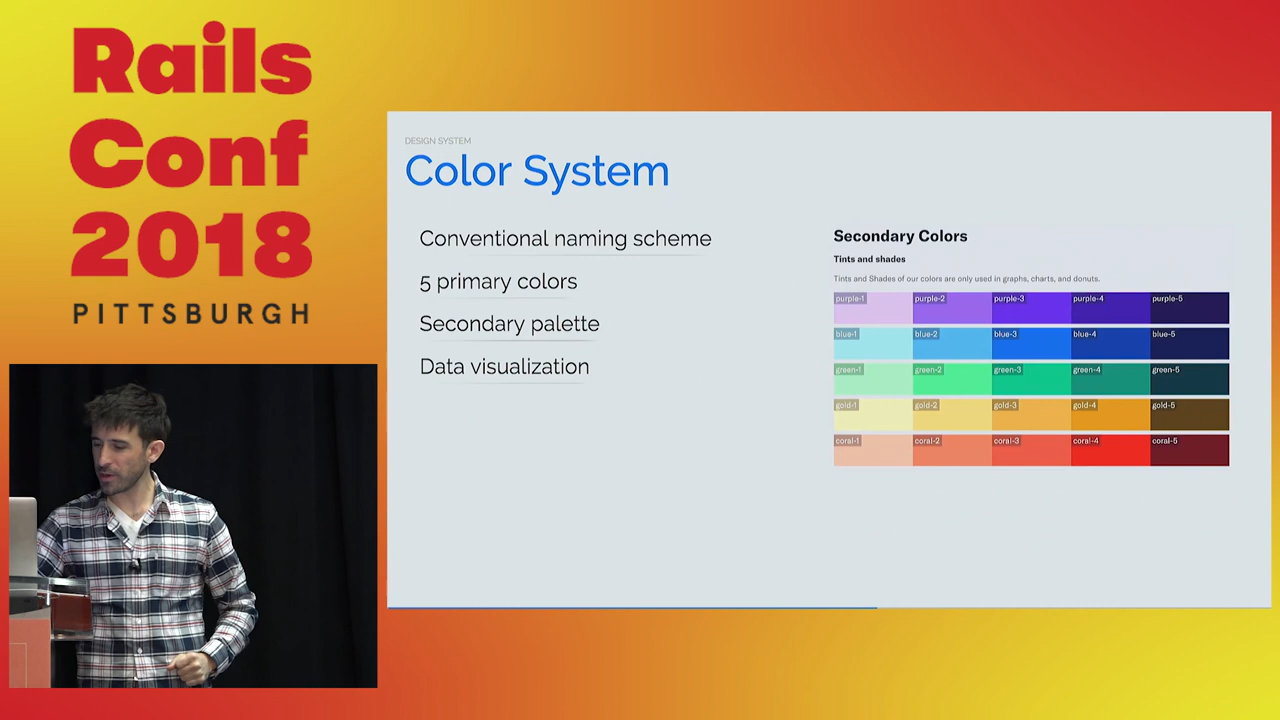 Rails
Conf
2018
PITTSBURGH
DESIGN SYSTEM
Color System
Conventional naming scheme
5 primary colors
Secondary palette
Data visualization
Secondary Colors
Tints and shades
Tints and Shades of our colors are only used in graphs, charts, and donuts.
purple-1 purple-2 purple-3 purple-4 purple-5
blue-1 blue-2 blue-3 blue-4 blue-5
green-1 green-2 green-3 green-4 green-5
gold-1 gold-2 gold-3 gold-4 gold-5
coral-1 coral-2 coral-3 coral-4 coral-5